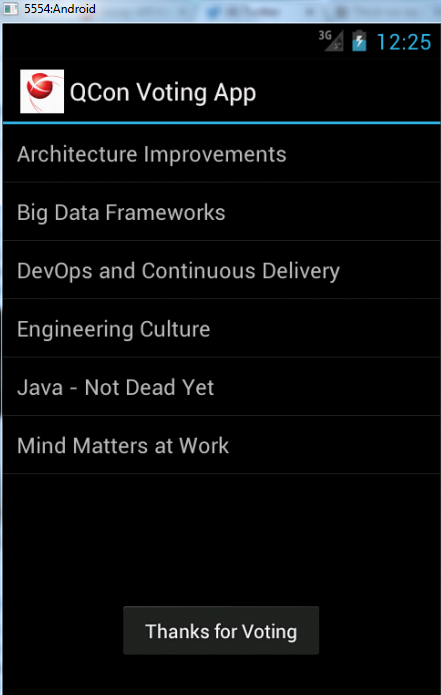 5554:Android
3G
12:25
QCon Voting App
Architecture Improvements
Big Data Frameworks
DevOps and Continuous Delivery
Engineering Culture
Java - Not Dead Yet
Mind Matters at Work
Thanks for Voting